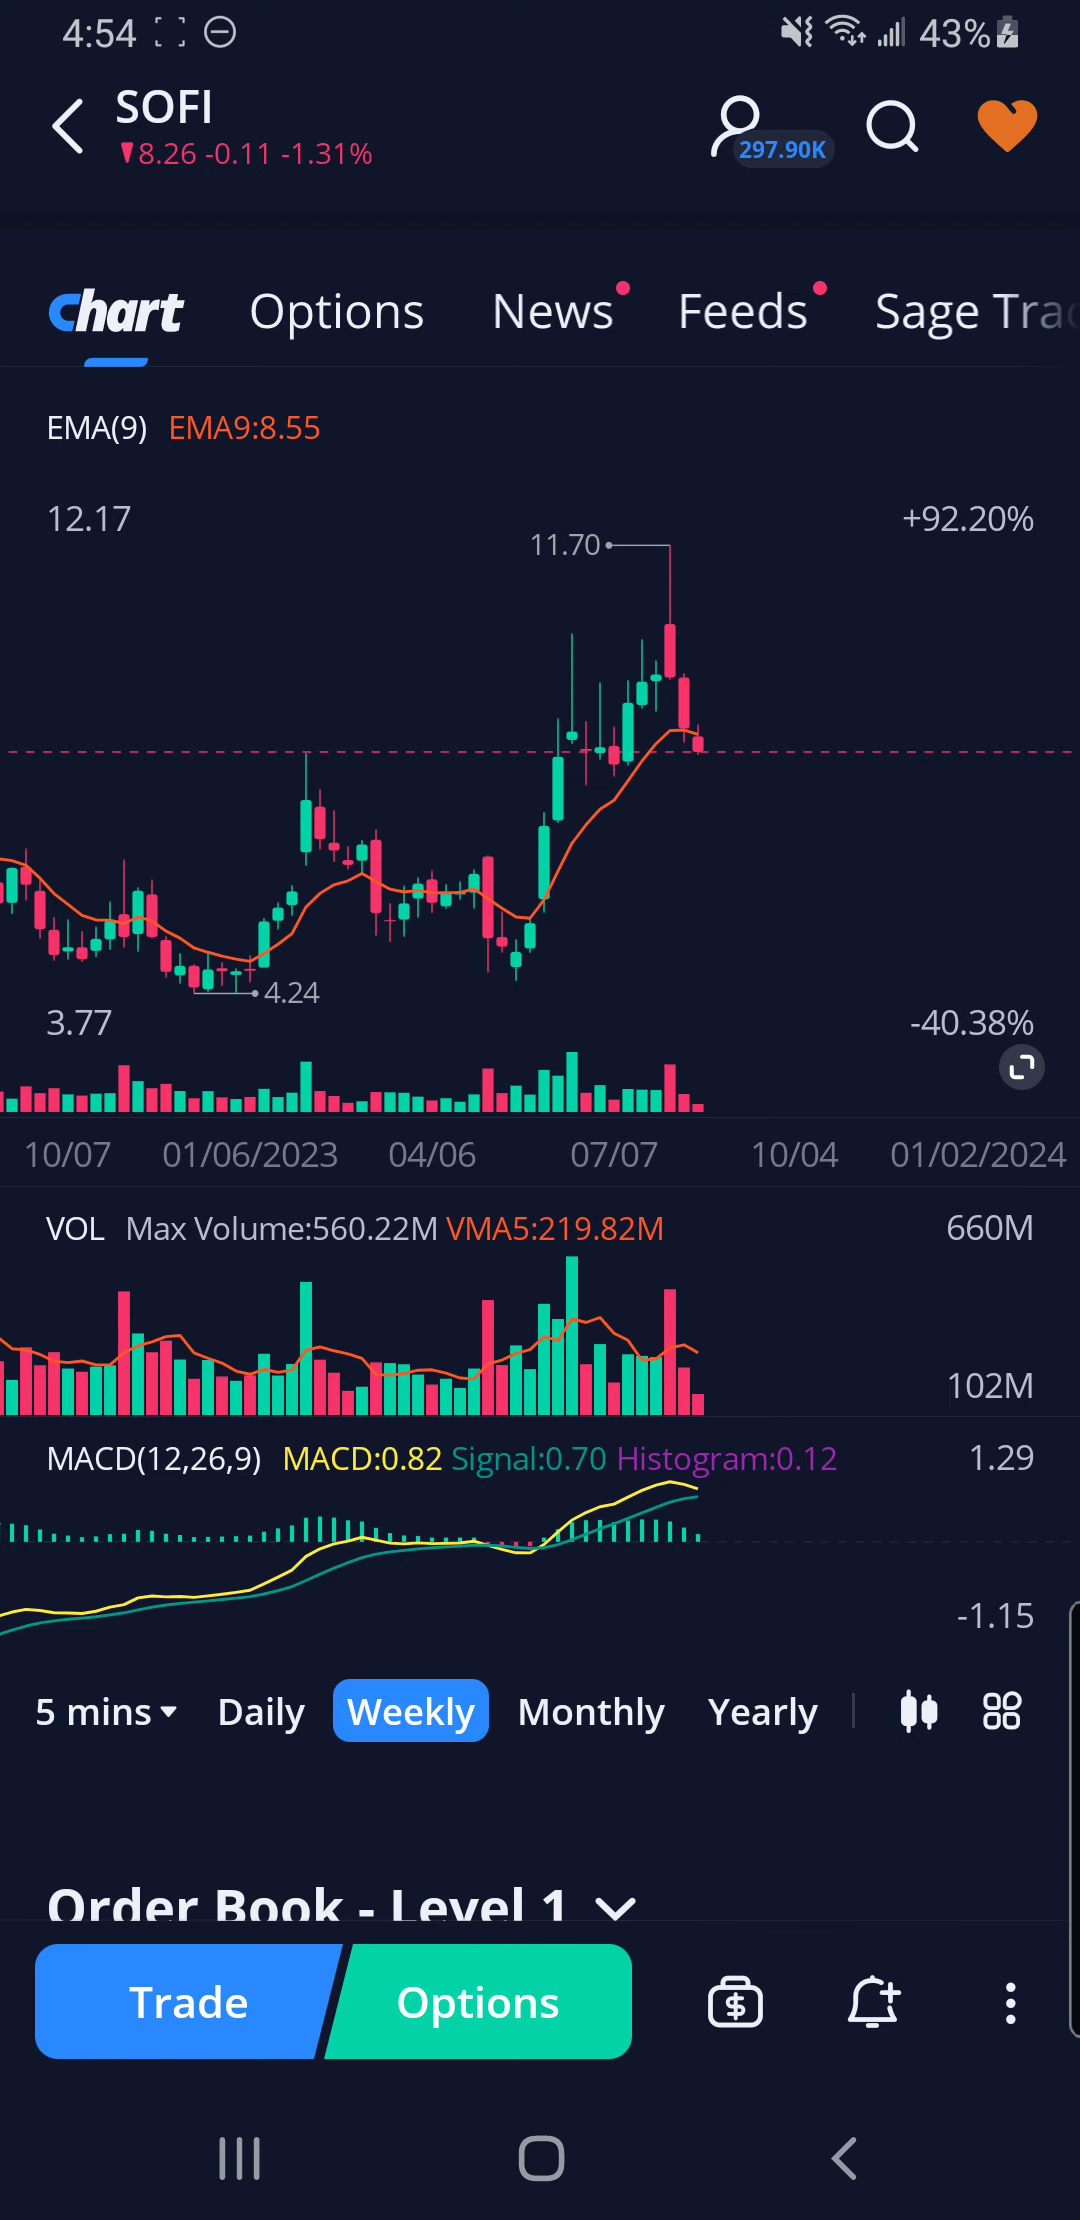 4:54 43%
SOFI
8.26 -0.11 -1.31%
297.90K
Chart Options News Feeds Sage Trac
EMA(9) EMA9:8.55
12.17 +92.20%
11.70
4.24
3.77 -40.38%
10/07 01/06/2023 04/06 07/07 10/04 01/02/2024
VOL Max Volume:560.22M VMA5:219.82M 660M
102M
MACD(12,26,9) MACD:0.82 Signal:0.70 Histogram:0.12 1.29
-1.15
5 mins Daily Weekly Monthly Yearly
Order Book - Level 1
Trade Options